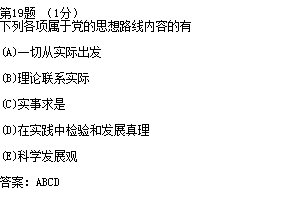 第19题 （1分）
下列各项属于党的思想路线内容的有
(A)一切从实际出发
(B)理论联系实际
(C)实事求是
(D)在实践中检验和发展真理
(E)科学发展观
答案：ABCD